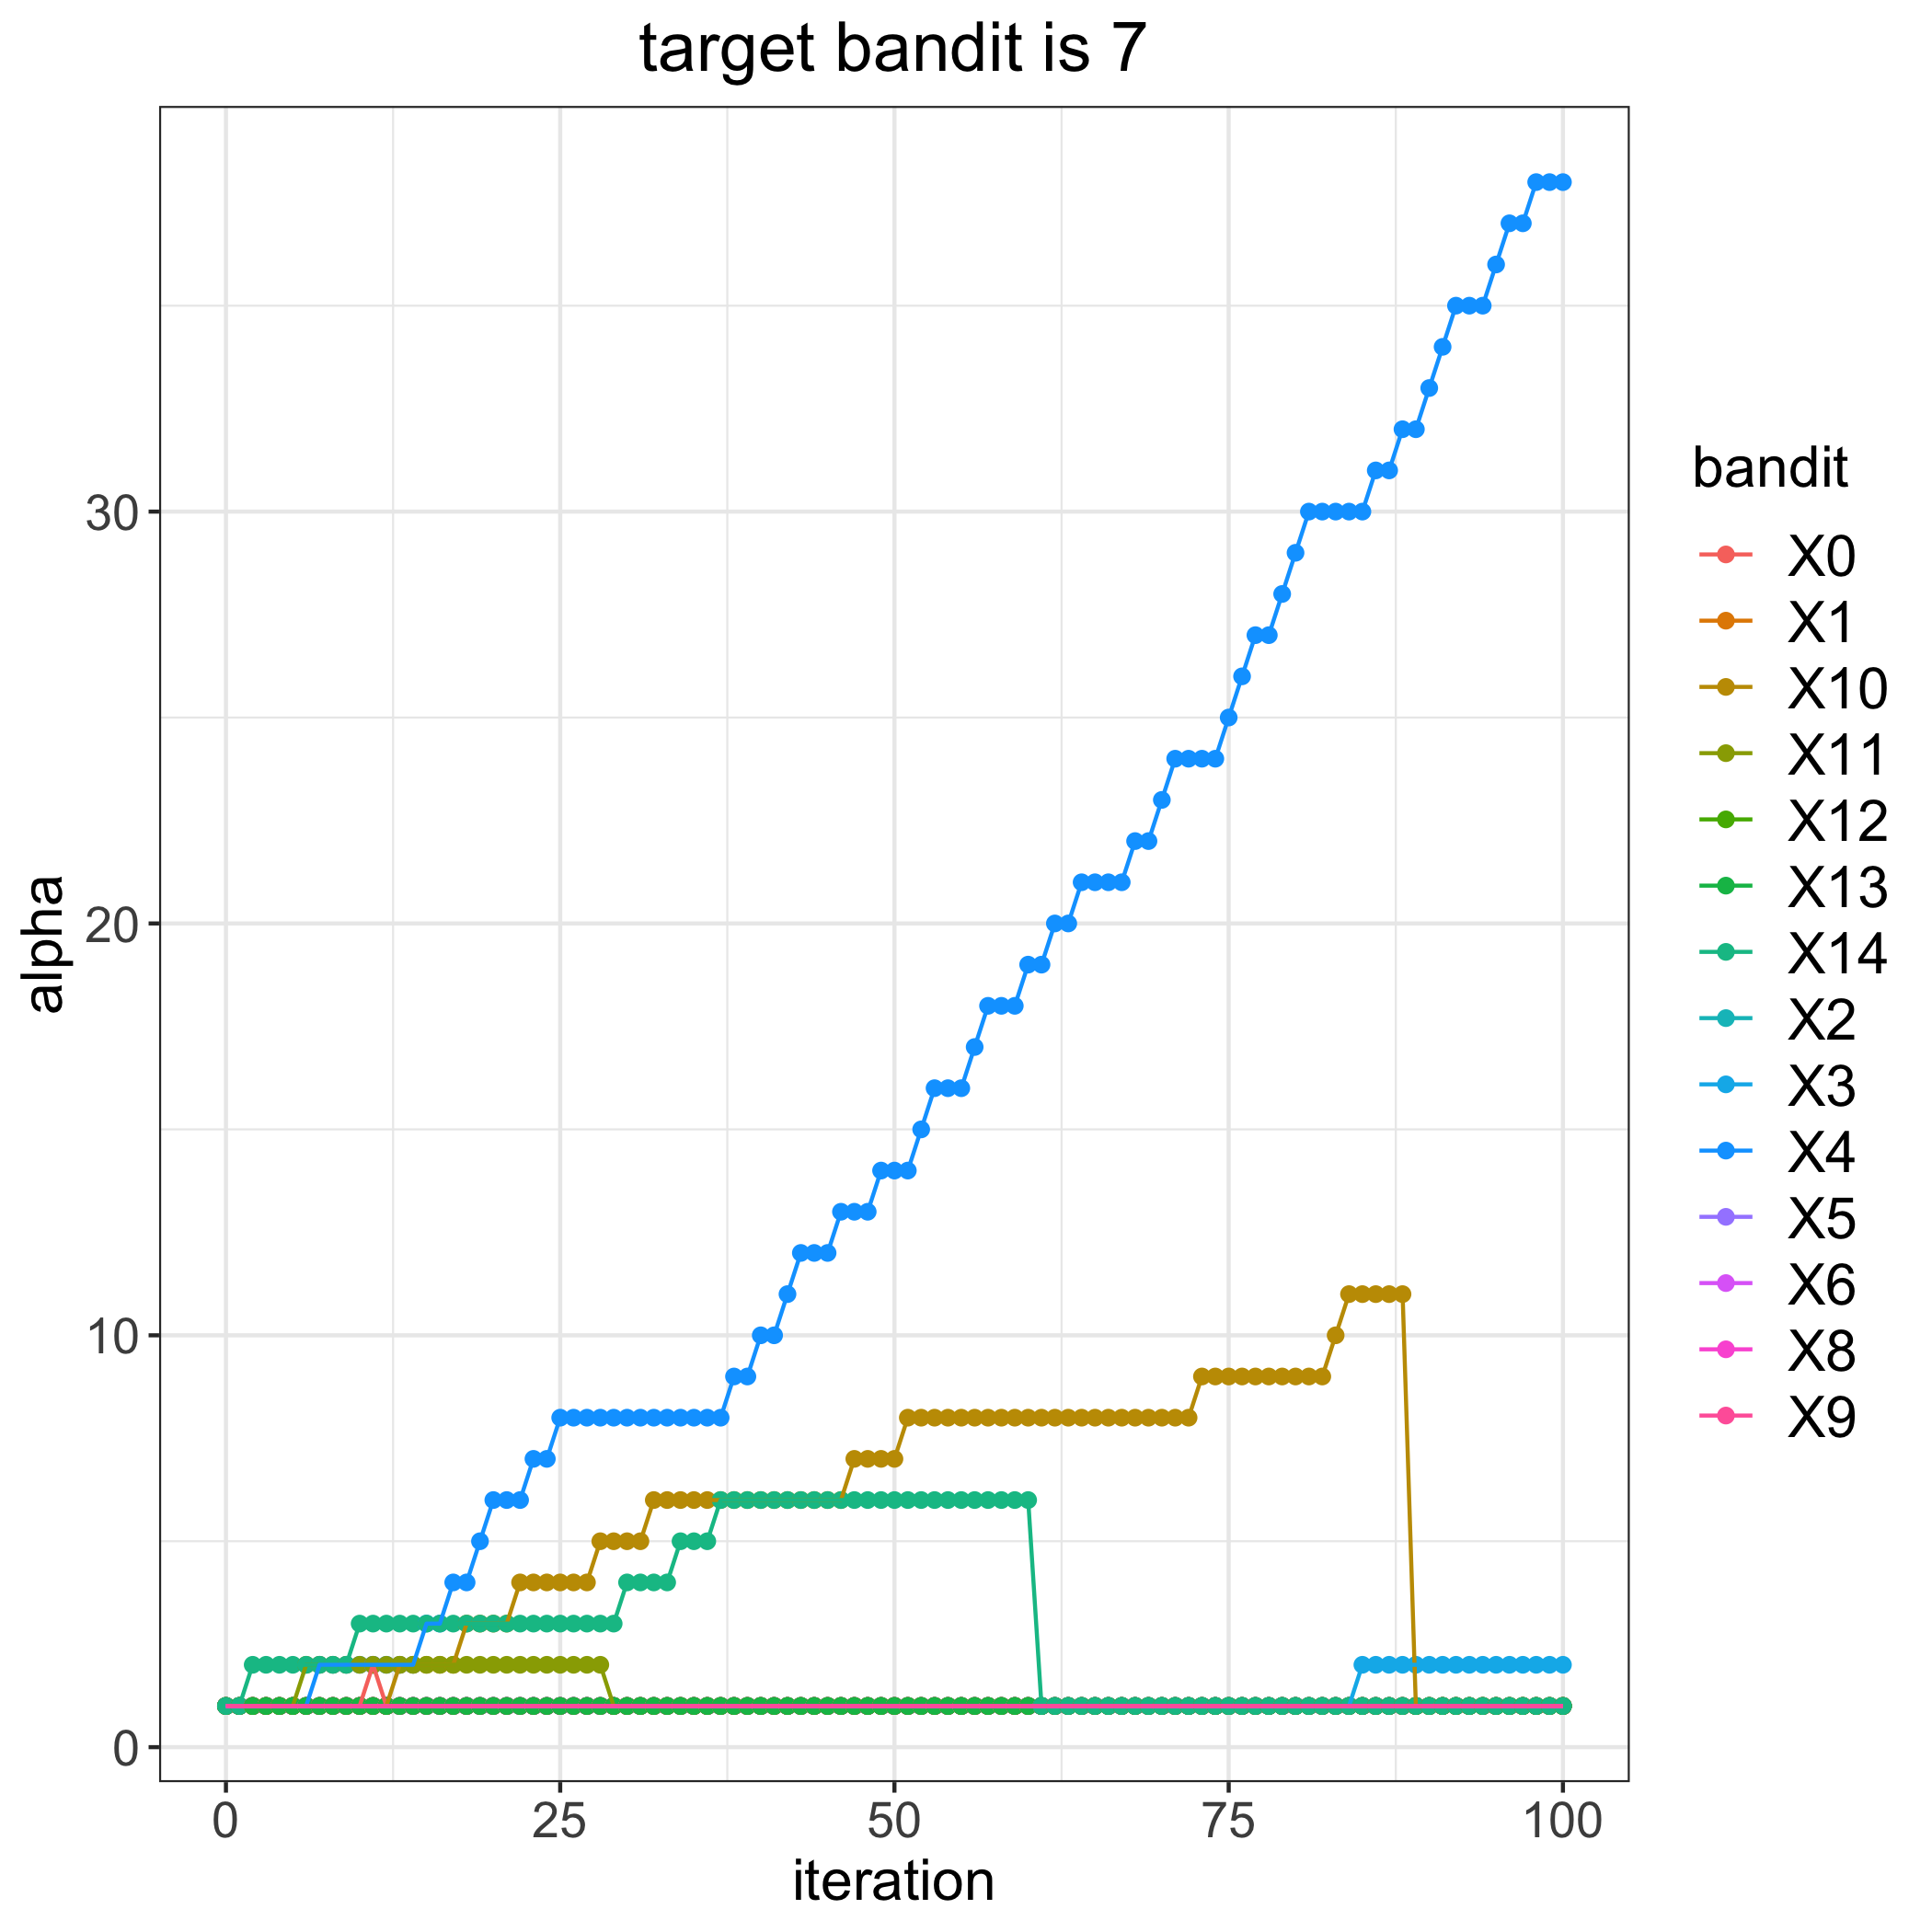 target bandit is 7
alpha
30
20
10
0
0 25 50 75 100
iteration
bandit
X0
X1
X10
X11
X12
X13
X14
X2
X3
X4
X5
X6
X8
X9